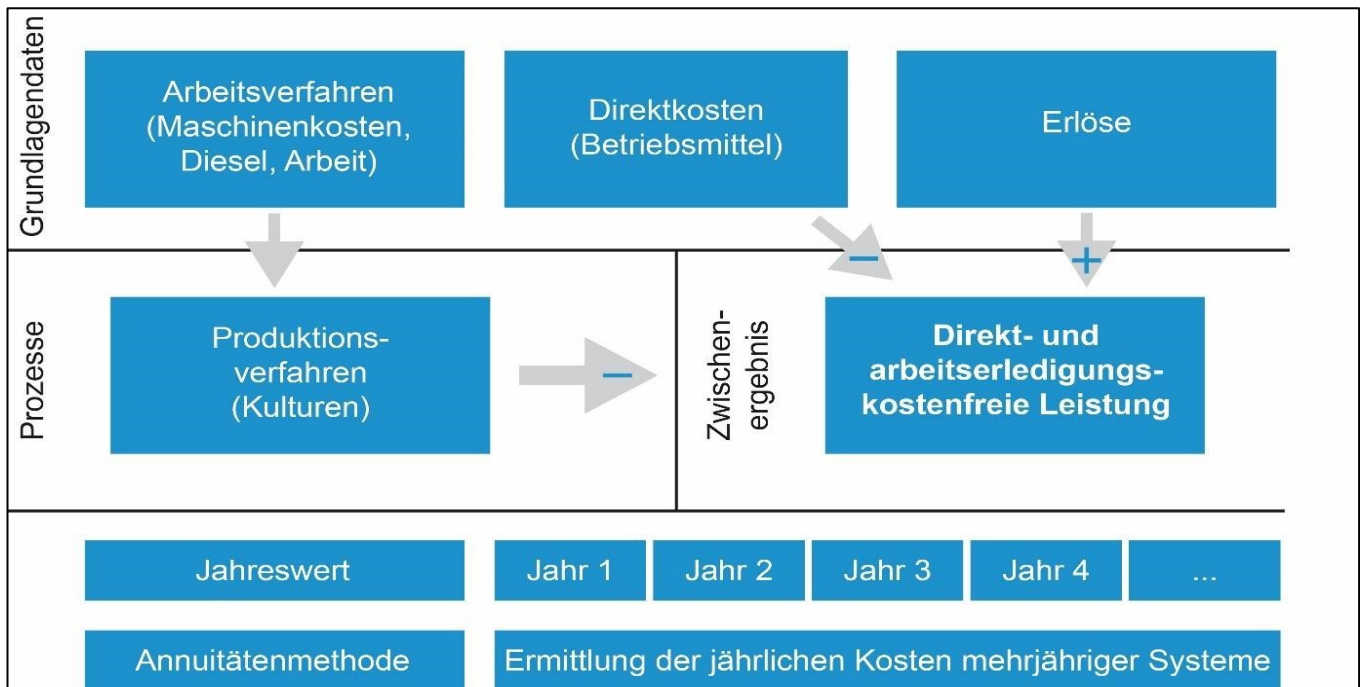 Grundlagendaten
Arbeitsverfahren
(Maschinenkosten,
Diesel, Arbeit)
Direktkosten
(Betriebsmittel)
Erlöse
−
+
Prozesse
Produktions-
verfahren
(Kulturen)
−
Zwischen-
ergebnis
Direkt- und
arbeitserledigungs-
kostenfreie Leistung
Jahreswert
Jahr 1
Jahr 2
Jahr 3
Jahr 4
...
Annuitätenmethode
Ermittlung der jährlichen Kosten mehrjähriger Systeme